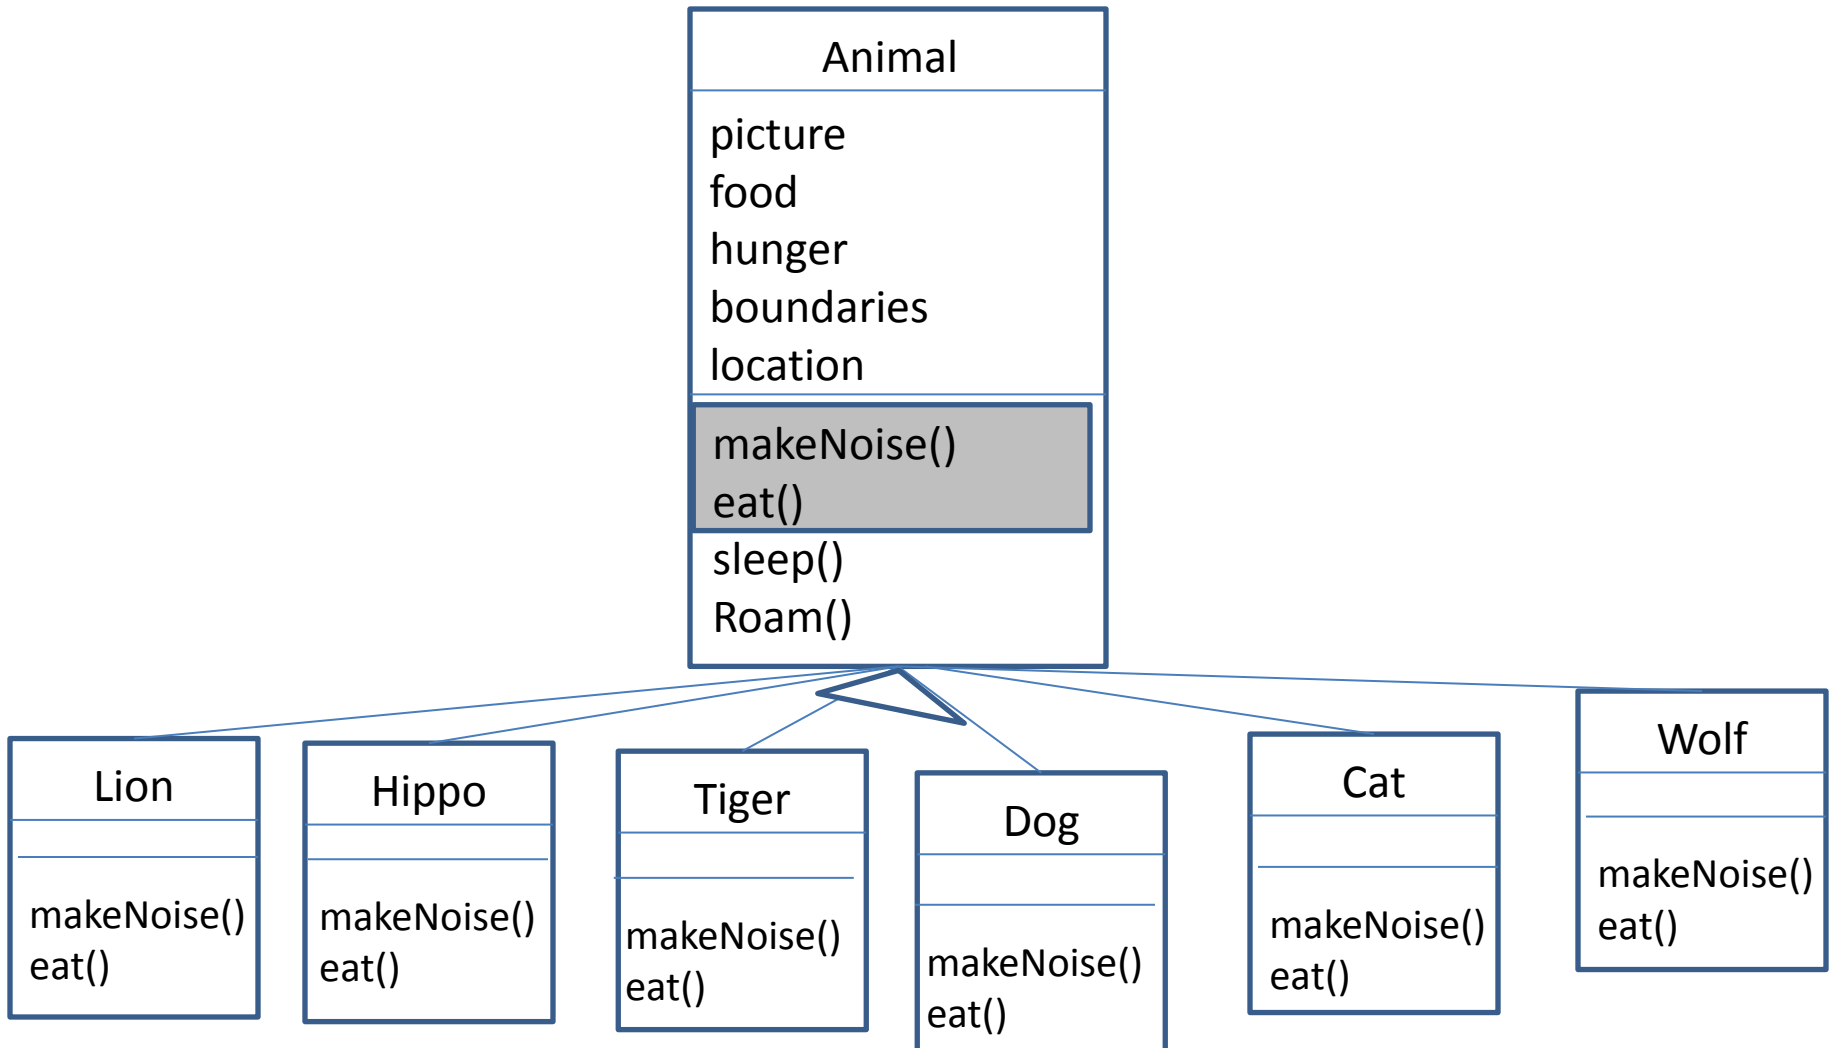 Animal
picture
food
hunger
boundaries
location
makeNoise()
eat()
sleep()
Roam()
Lion
makeNoise()
eat()
Hippo
makeNoise()
eat()
Tiger
makeNoise()
eat()
Dog
makeNoise()
eat()
Cat
makeNoise()
eat()
Wolf
makeNoise()
eat()